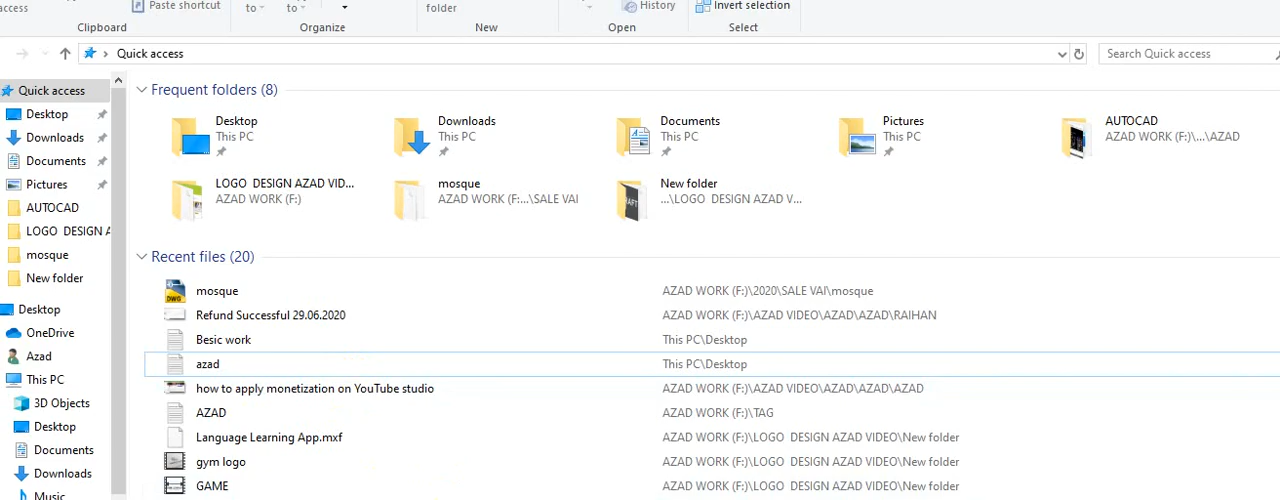 access
Paste shortcut
to
to
folder
History
Invert selection
Clipboard
Organize
New
Open
Select
Quick access
Search Quick access
Quick access
Desktop
Downloads
Documents
Pictures
AUTOCAD
LOGO DESIGN A
mosque
New folder
Desktop
OneDrive
Azad
This PC
3D Objects
Desktop
Documents
Downloads
Music
Frequent folders (8)
Desktop
This PC
Downloads
This PC
Documents
This PC
Pictures
This PC
AUTOCAD
AZAD WORK (F:)\...\AZAD
LOGO DESIGN AZAD VID...
AZAD WORK (F:)
mosque
AZAD WORK (F:...\SALE VAI
New folder
...\LOGO DESIGN AZAD V...
Recent files (20)
mosque AZAD WORK (F:)\2020\SALE VAI\mosque
Refund Successful 29.06.2020 AZAD WORK (F:)\AZAD VIDEO\AZAD\AZAD\RAIHAN
Besic work This PC\Desktop
azad This PC\Desktop
how to apply monetization on YouTube studio AZAD WORK (F:)\AZAD VIDEO\AZAD\AZAD\AZAD
AZAD AZAD WORK (F:)\TAG
Language Learning App.mxf AZAD WORK (F:)\LOGO DESIGN AZAD VIDEO\New folder
gym logo AZAD WORK (F:)\LOGO DESIGN AZAD VIDEO\New folder
GAME AZAD WORK (F:)\LOGO DESIGN AZAD VIDEO\New folder